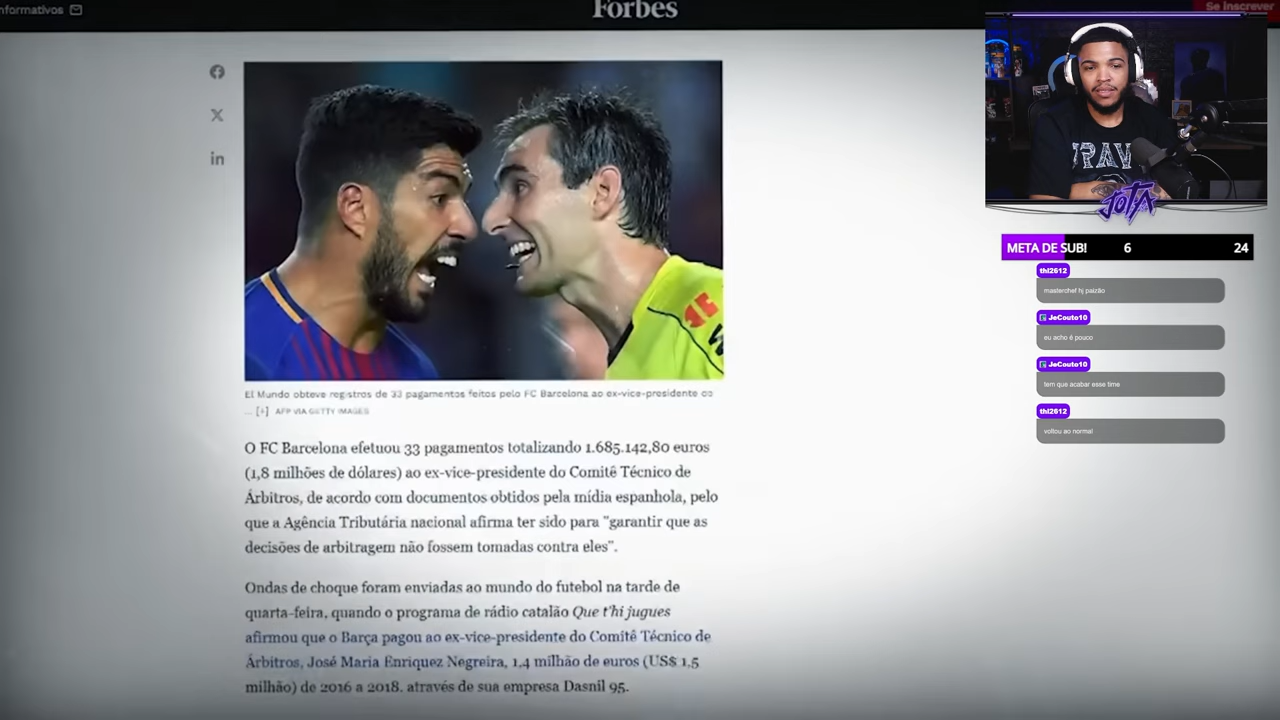 nformativos
Forbes
Se inscrever
El Mundo obteve registros de 33 pagamentos feitos pelo FC Barcelona ao ex-vice-presidente do
... [+] AFP VIA GETTY IMAGES
O FC Barcelona efetuou 33 pagamentos totalizando 1.685.142,80 euros
(1,8 milhões de dólares) ao ex-vice-presidente do Comitê Técnico de
Árbitros, de acordo com documentos obtidos pela mídia espanhola, pelo
que a Agência Tributária nacional afirma ter sido para "garantir que as
decisões de arbitragem não fossem tomadas contra eles".
Ondas de choque foram enviadas ao mundo do futebol na tarde de
quarta-feira, quando o programa de rádio catalão Que t'hi jugues
afirmou que o Barça pagou ao ex-vice-presidente do Comitê Técnico de
Árbitros, José Maria Enriquez Negreira, 1,4 milhão de euros (US$ 1,5
milhão) de 2016 a 2018, através de sua empresa Dasnil 95.
JOTA
META DE SUB! 6 24
thl2612
masterchef hj paizão
JeCouto10
eu acho é pouco
JeCouto10
tem que acabar esse time
thl2612
voltou ao normal